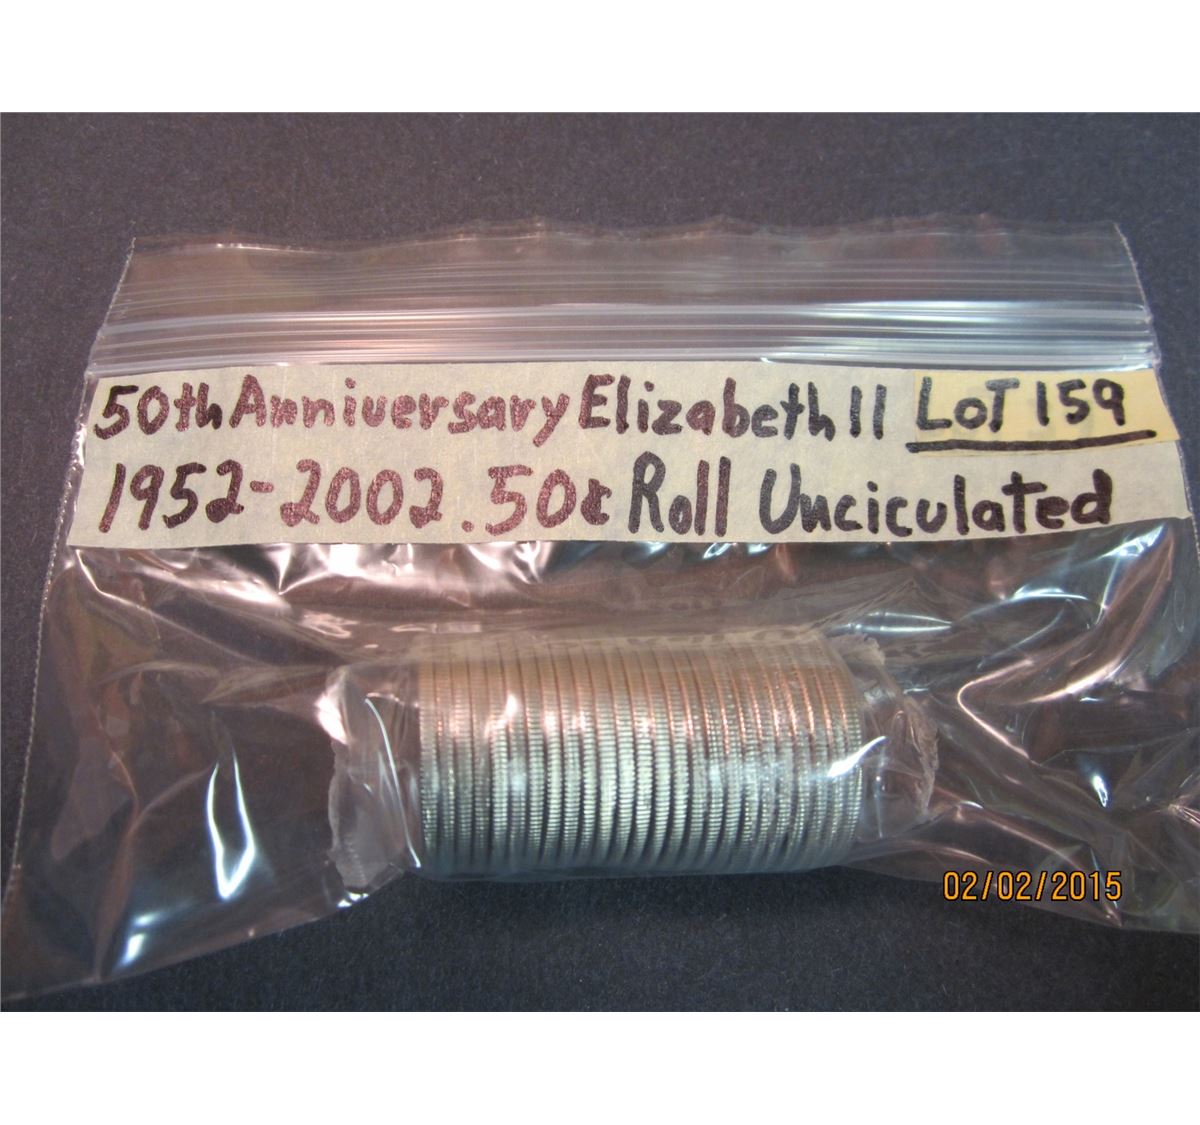 50th Anniversary Elizabeth II LOT 159
1952-2002 .50¢ Roll Unciculated
02/02/2015